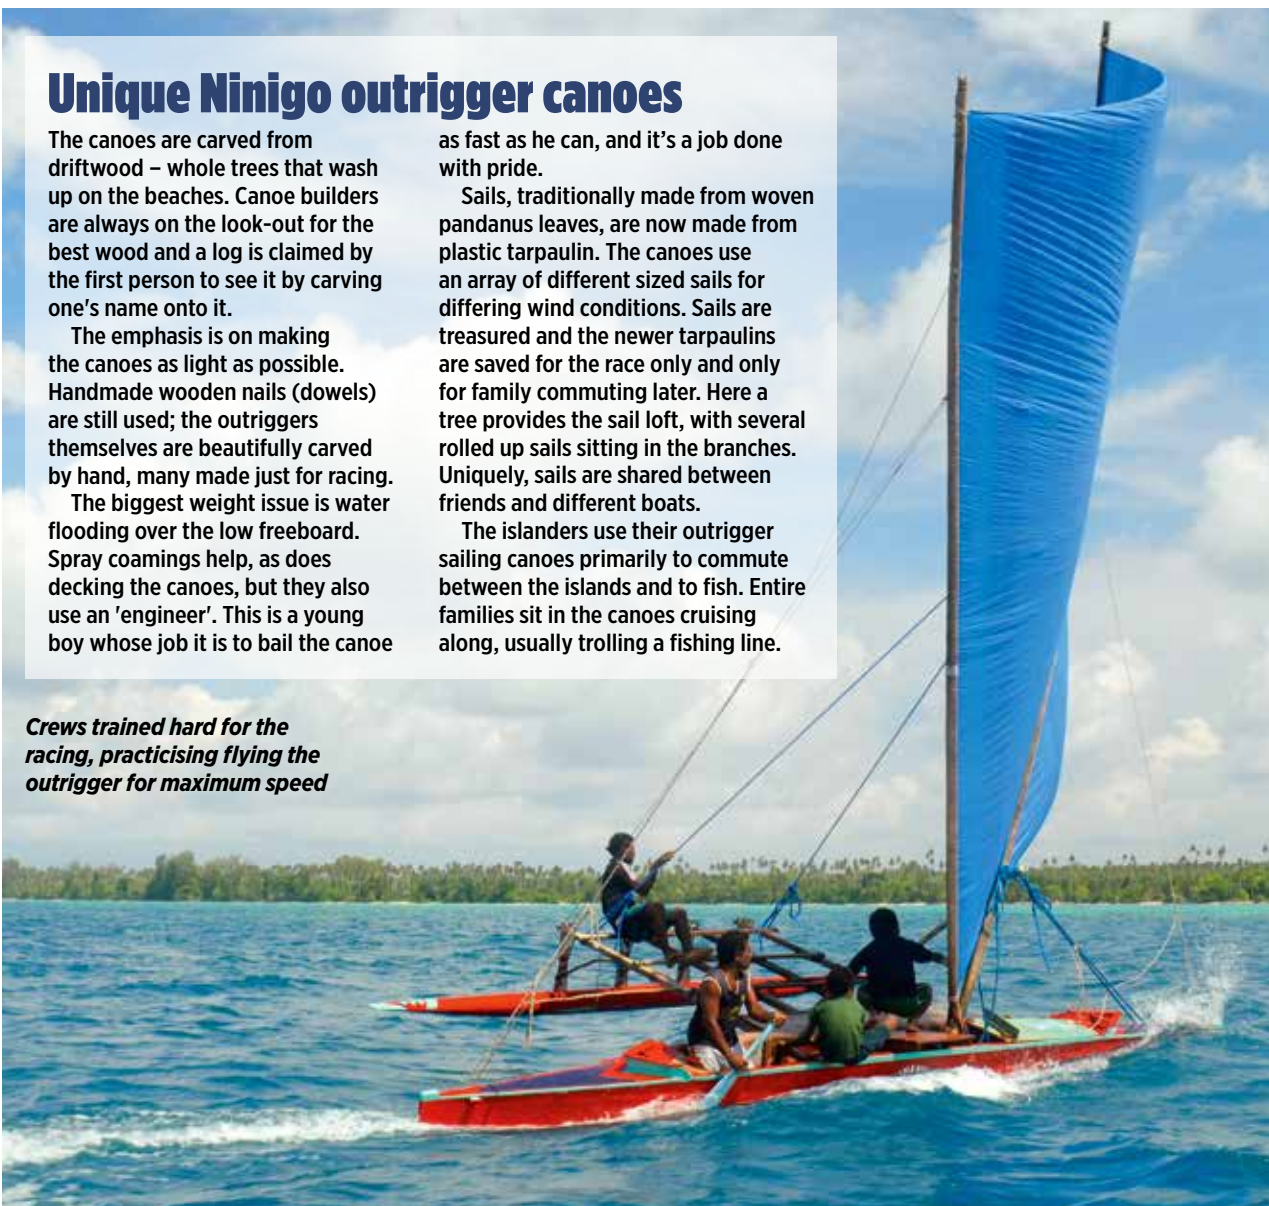 Unique Ninigo outrigger canoes
The canoes are carved from
driftwood – whole trees that wash
up on the beaches. Canoe builders
are always on the look-out for the
best wood and a log is claimed by
the first person to see it by carving
one's name onto it.
The emphasis is on making
the canoes as light as possible.
Handmade wooden nails (dowels)
are still used; the outriggers
themselves are beautifully carved
by hand, many made just for racing.
The biggest weight issue is water
flooding over the low freeboard.
Spray coamings help, as does
decking the canoes, but they also
use an 'engineer'. This is a young
boy whose job it is to bail the canoe
as fast as he can, and it’s a job done
with pride.
Sails, traditionally made from woven
pandanus leaves, are now made from
plastic tarpaulin. The canoes use
an array of different sized sails for
differing wind conditions. Sails are
treasured and the newer tarpaulins
are saved for the race only and only
for family commuting later. Here a
tree provides the sail loft, with several
rolled up sails sitting in the branches.
Uniquely, sails are shared between
friends and different boats.
The islanders use their outrigger
sailing canoes primarily to commute
between the islands and to fish. Entire
families sit in the canoes cruising
along, usually trolling a fishing line.
Crews trained hard for the
racing, practicising flying the
outrigger for maximum speed